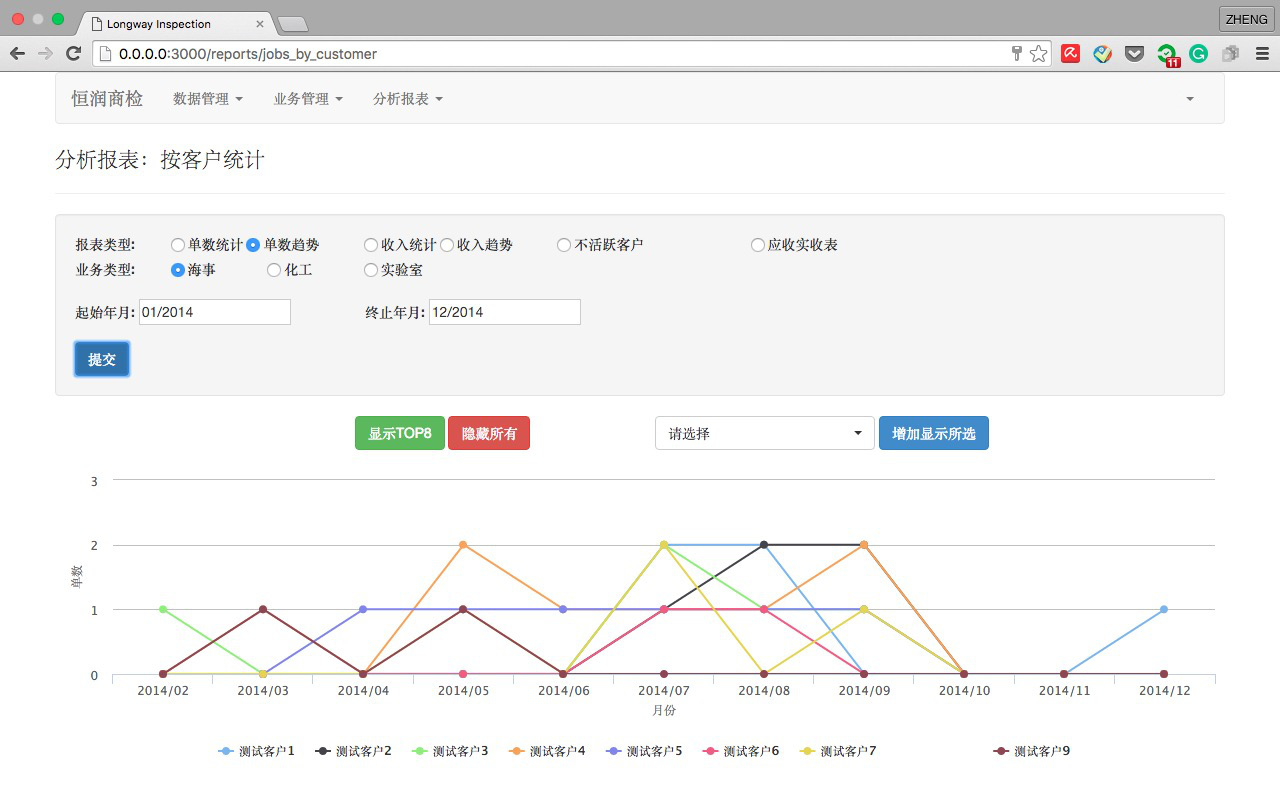 Longway Inspection
ZHENG
0.0.0.0:3000/reports/jobs_by_customer
11
恒润商检 数据管理 业务管理 分析报表
分析报表：按客户统计
报表类型: 单数统计 单数趋势 收入统计 收入趋势 不活跃客户 应收实收表
业务类型: 海事 化工 实验室
起始年月: 01/2014 终止年月: 12/2014
提交
显示TOP8 隐藏所有 请选择 增加显示所选
3
2
1
0
单数
2014/02 2014/03 2014/04 2014/05 2014/06 2014/07 2014/08 2014/09 2014/10 2014/11 2014/12
月份
测试客户1 测试客户2 测试客户3 测试客户4 测试客户5 测试客户6 测试客户7 测试客户9